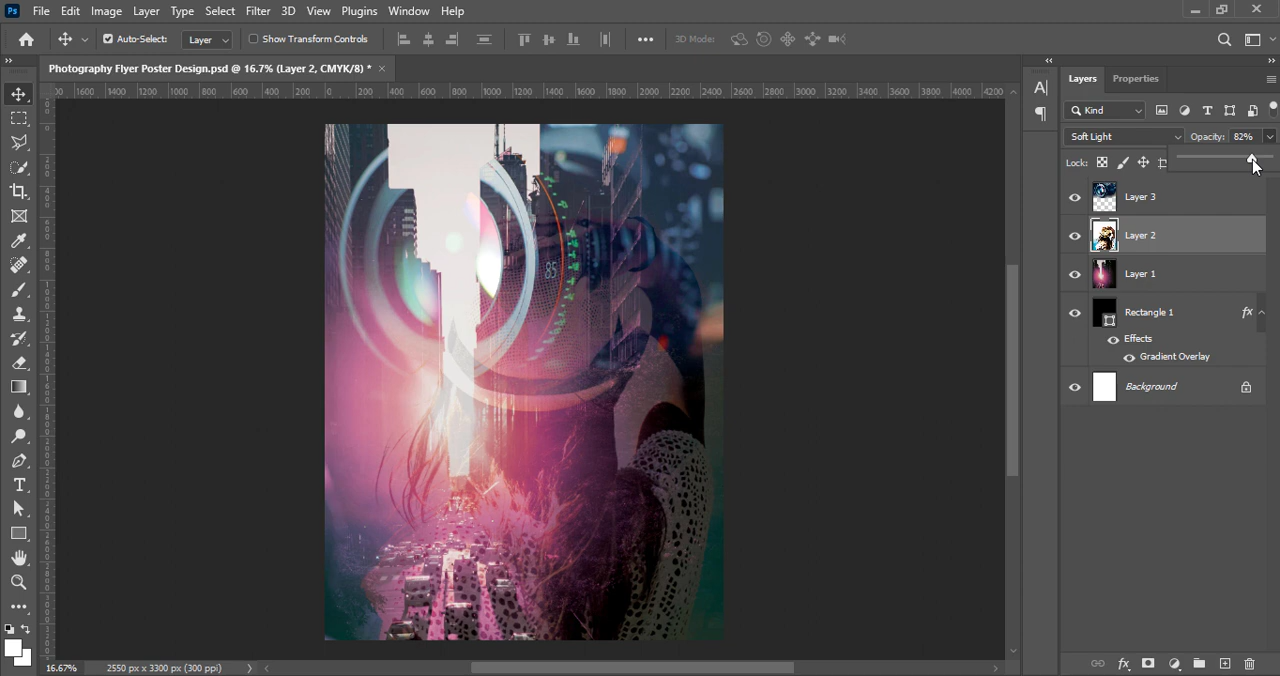 Ps File Edit Image Layer Type Select Filter 3D View Plugins Window Help
Auto-Select: Layer Show Transform Controls ••• 3D Mode:
Photography Flyer Poster Design.psd @ 16.7% (Layer 2, CMYK/8) * ×
1600 1400 1200 1000 800 600 400 200 0 200 400 600 800 1000 1200 1400 1600 1800 2000 2200 2400 2600 2800 3000 3200 3400 3600 3800 4000 4200
Layers Properties
Kind
Soft Light Opacity: 82%
Lock:
Layer 3
Layer 2
Layer 1
Rectangle 1 fx
Effects
Gradient Overlay
Background
85
16.67% 2550 px x 3300 px (300 ppi)
fx